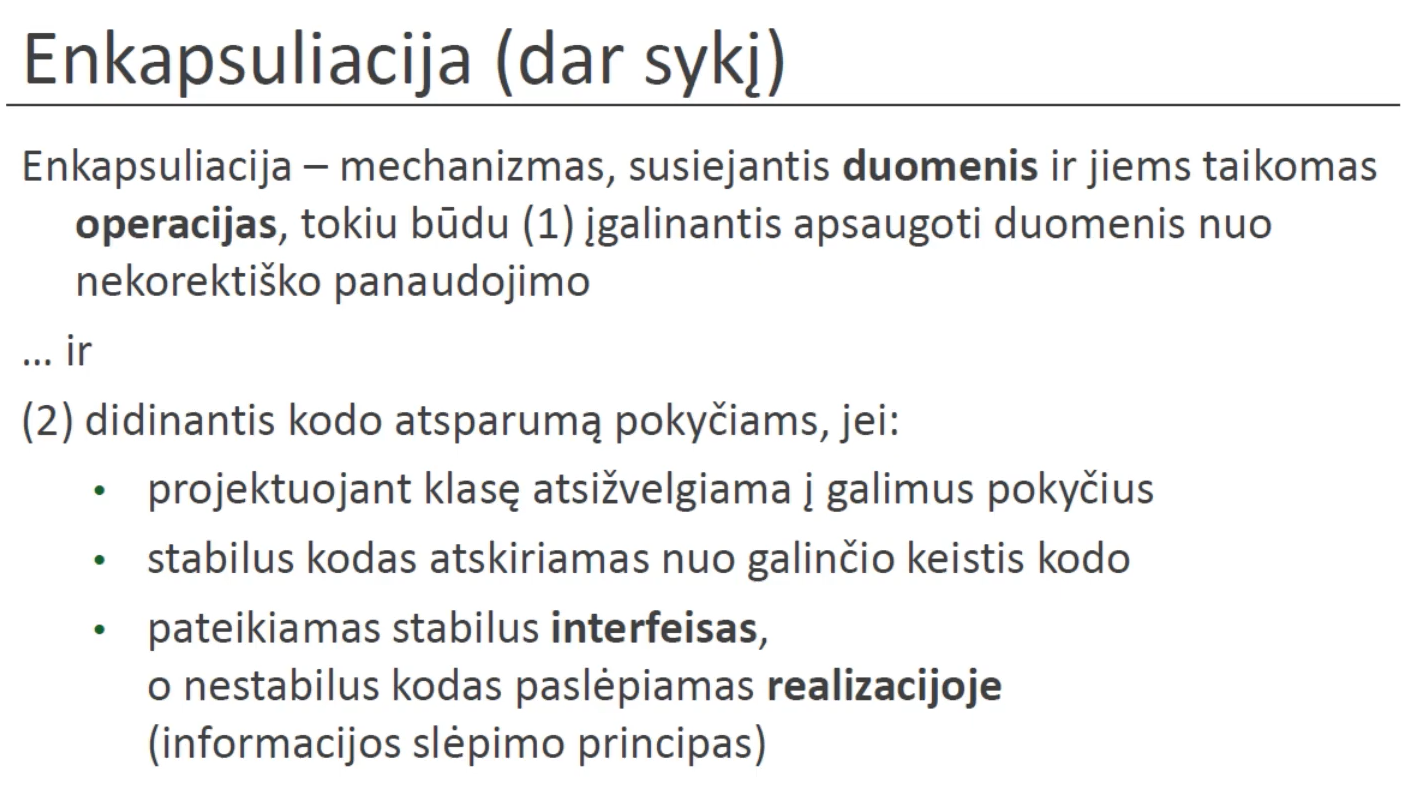 Enkapsuliacija (dar sykį)
Enkapsuliacija – mechanizmas, susiejantis duomenis ir jiems taikomas
operacijas, tokiu būdu (1) įgalinantis apsaugoti duomenis nuo
nekorektiško panaudojimo
... ir
(2) didinantis kodo atsparumą pokyčiams, jei:
• projektuojant klasę atsižvelgiama į galimus pokyčius
• stabilus kodas atskiriamas nuo galinčio keistis kodo
• pateikiamas stabilus interfeisas,
o nestabilus kodas paslėpiamas realizacijoje
(informacijos slėpimo principas)